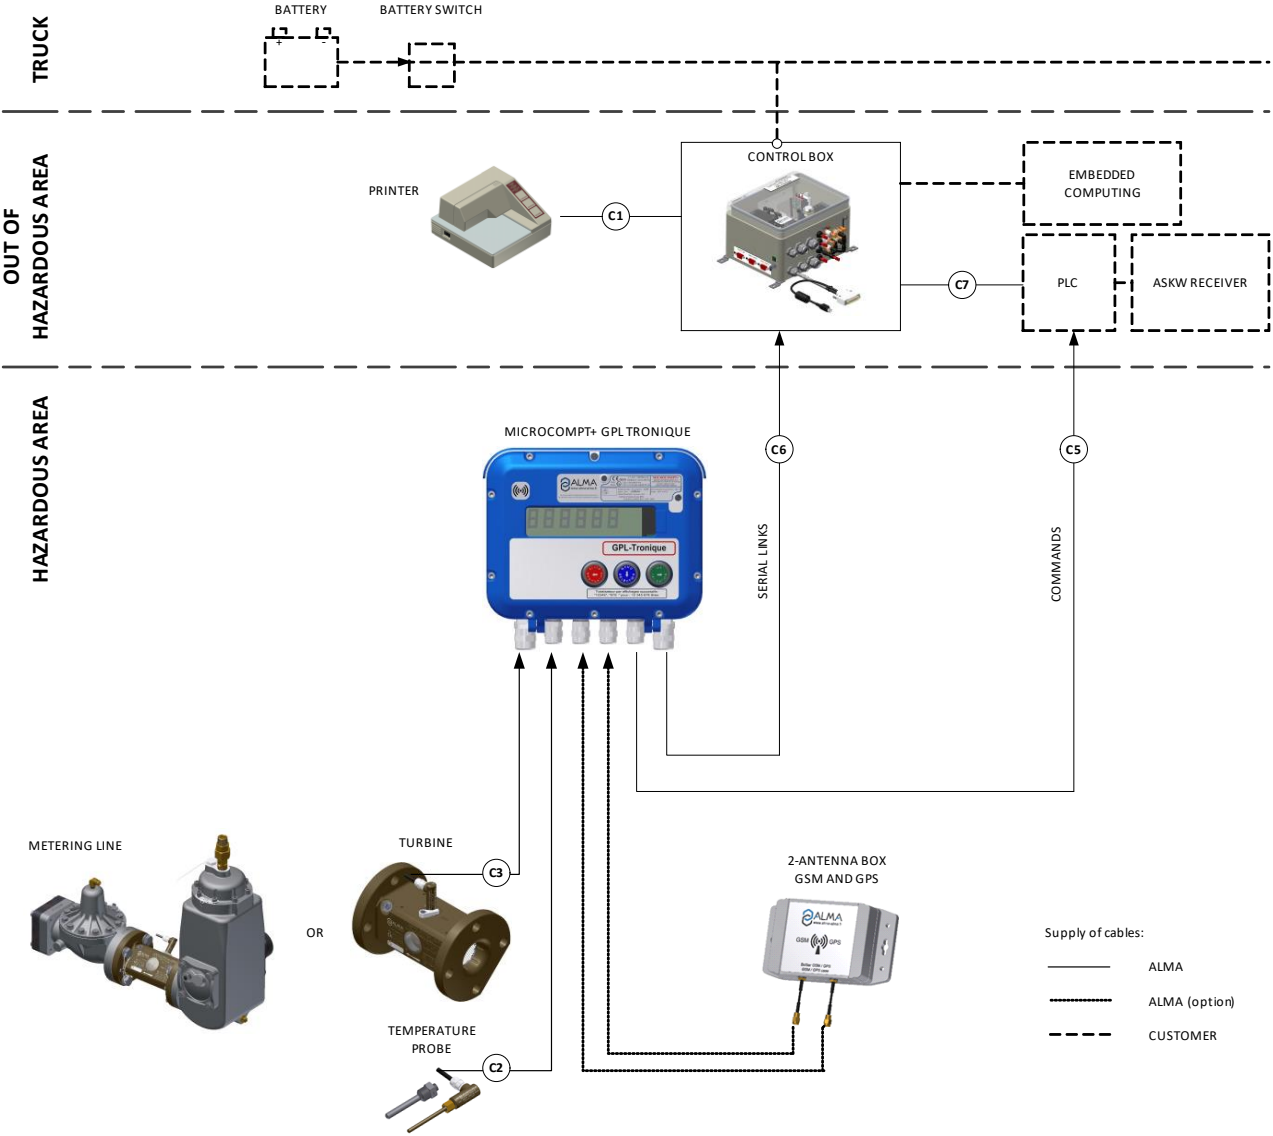 BATTERY
BATTERY SWITCH
+
-
TRUCK
OUT OF
HAZARDOUS AREA
PRINTER
C1
CONTROL BOX
EMBEDDED
COMPUTING
C7
PLC
ASKW RECEIVER
HAZARDOUS AREA
MICROCOMPT+ GPL TRONIQUE
ALMA
GPL-Tronique
C6
C5
SERIAL LINKS
COMMANDS
METERING LINE
OR
TURBINE
C3
TEMPERATURE
PROBE
C2
2-ANTENNA BOX
GSM AND GPS
ALMA
GSM
GPS
Supply of cables:
ALMA
ALMA (option)
CUSTOMER